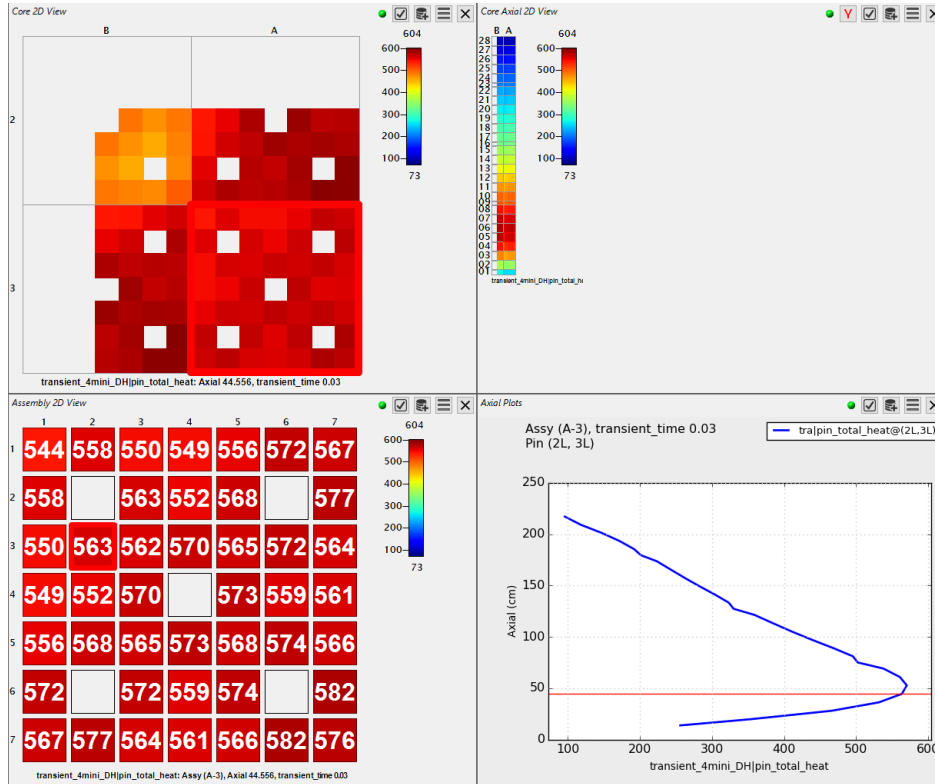 Core 2D View
B A
604
600
500
400
300
200
100
73
2
3
transient_4mini_DH|pin_total_heat: Axial 44.556, transient_time 0.03
Core Axial 2D View
Y
B A
604
600
500
400
300
200
100
73
28
27
26
25
24
23
22
21
20
19
18
17
16
15
14
13
12
11
10
09
08
07
06
05
04
03
02
01
transient_4mini_DH|pin_total_he
Assembly 2D View
1 2 3 4 5 6 7
1 544 558 550 549 556 572 567
2 558 563 552 568 577
3 550 563 562 570 565 572 564
4 549 552 570 573 559 561
5 556 568 565 573 568 574 566
6 572 572 559 574 582
7 567 577 564 561 566 582 576
604
600
500
400
300
200
100
73
transient_4mini_DH|pin_total_heat: Assy (A-3), Axial 44.556, transient_time 0.03
Axial Plots
Assy (A-3), transient_time 0.03
Pin (2L, 3L)
tra|pin_total_heat@(2L,3L)
Axial (cm)
250
200
150
100
50
0
100 200 300 400 500 600
transient_4mini_DH|pin_total_heat